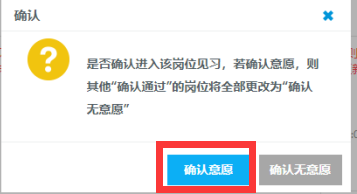 确认
是否确认进入该岗位见习，若确认意愿，则
其他“确认通过”的岗位将全部更改为“确认
无意愿”
确认意愿 确认无意愿